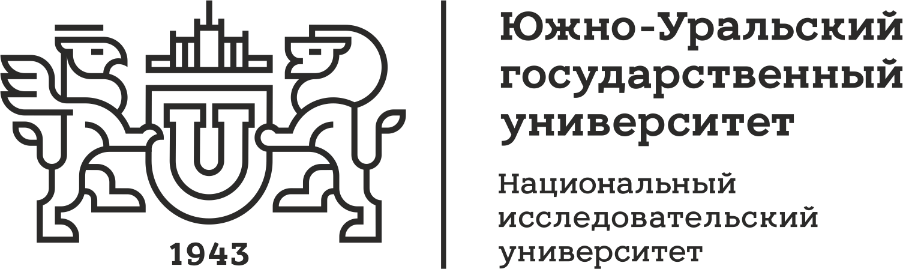 U
1943
Южно-Уральский
государственный
университет
Национальный
исследовательский
университет